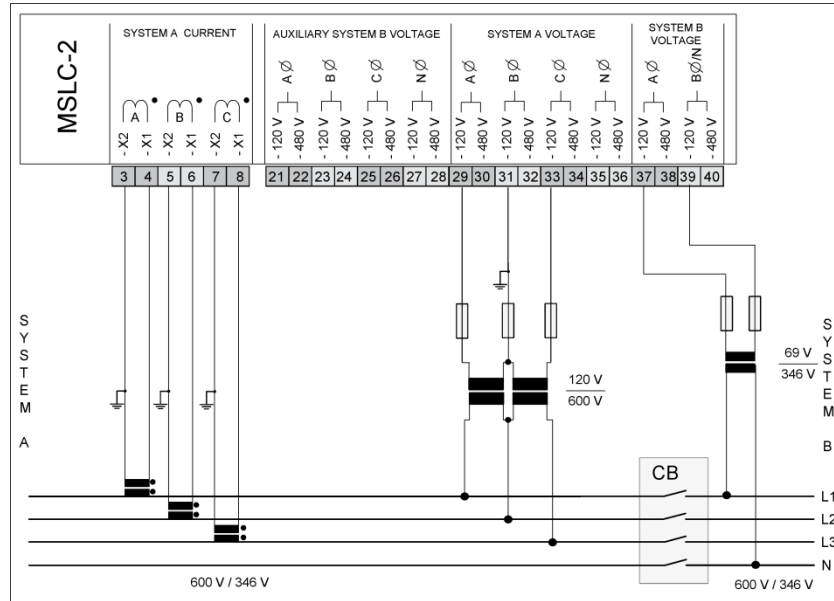 MSLC-2
SYSTEM A CURRENT
AUXILIARY SYSTEM B VOLTAGE
SYSTEM A VOLTAGE
SYSTEM B
VOLTAGE
A
B
C
AØ
BØ
CØ
NØ
AØ
BØ
CØ
NØ
AØ
BØ/N
- X2
- X1
- X2
- X1
- X2
- X1
- 120 V
- 480 V
- 120 V
- 480 V
- 120 V
- 480 V
- 120 V
- 480 V
- 120 V
- 480 V
- 120 V
- 480 V
- 120 V
- 480 V
- 120 V
- 480 V
- 120 V
- 480 V
- 120 V
- 480 V
3 4 5 6 7 8 21 22 23 24 25 26 27 28 29 30 31 32 33 34 35 36 37 38 39 40
SYSTEM A
SYSTEM B
120 V
600 V
69 V
346 V
CB
L1
L2
L3
N
600 V / 346 V
600 V / 346 V